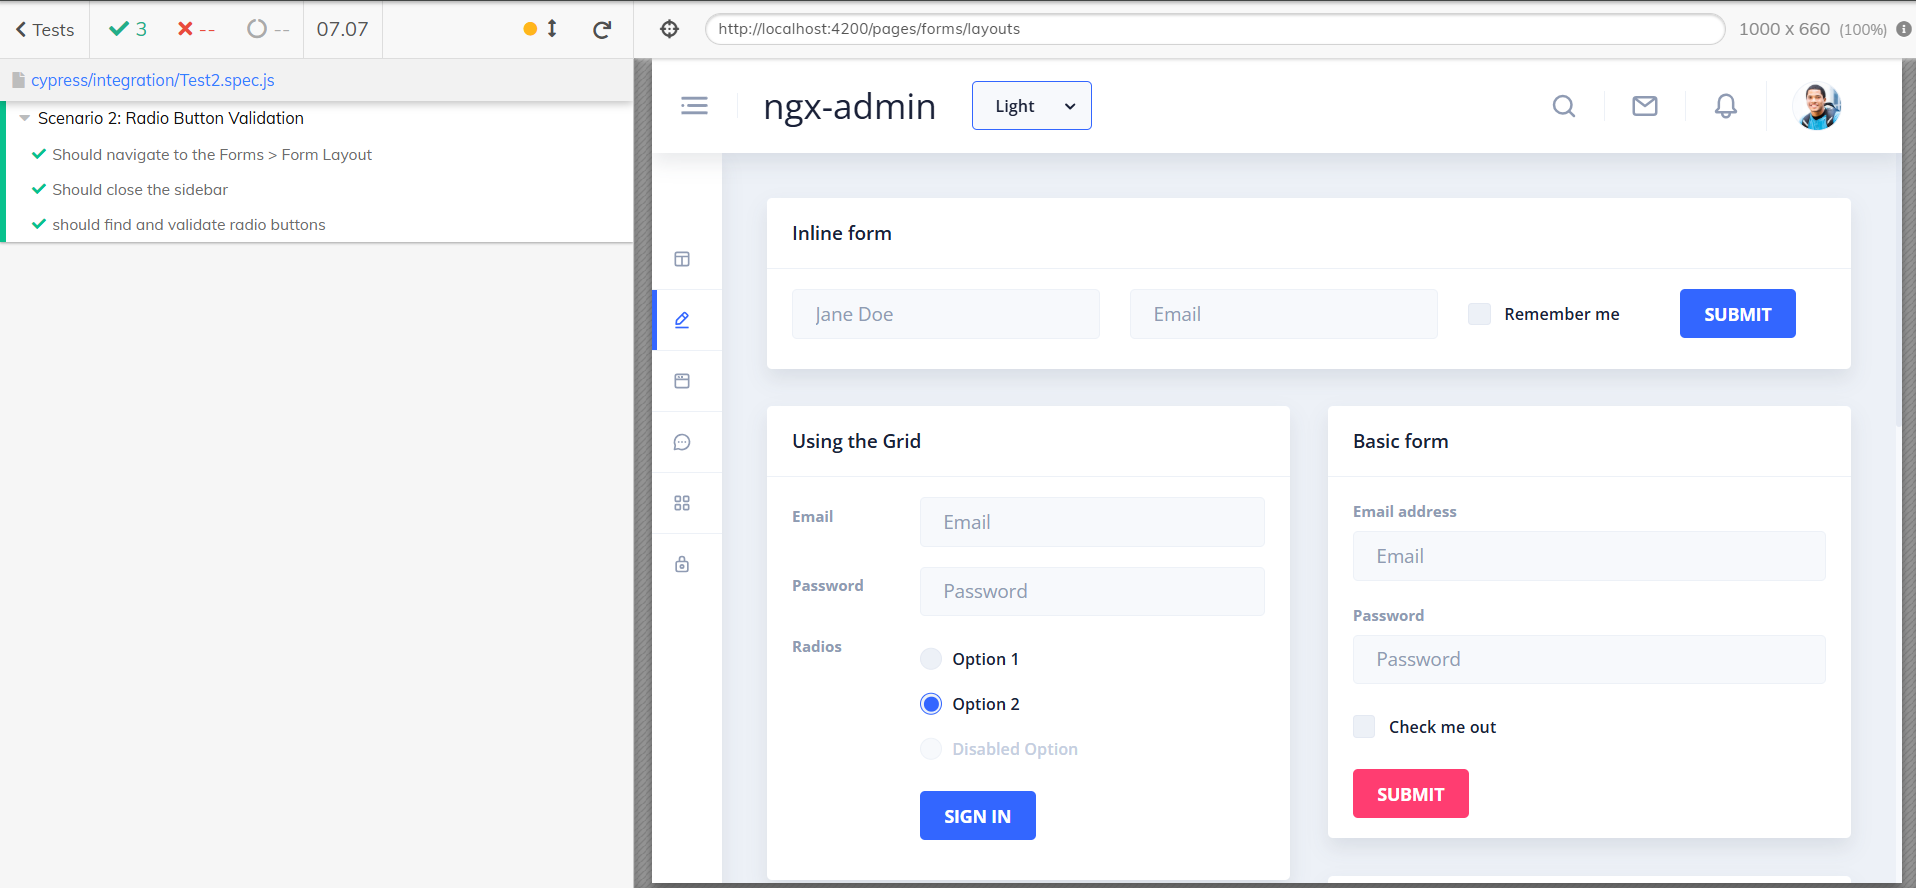 Tests 3 -- -- 07.07
http://localhost:4200/pages/forms/layouts 1000 x 660 (100%)
cypress/integration/Test2.spec.js
Scenario 2: Radio Button Validation
Should navigate to the Forms > Form Layout
Should close the sidebar
should find and validate radio buttons
ngx-admin Light
Inline form
Jane Doe Email Remember me SUBMIT
Using the Grid
Email Email
Password Password
Radios
Option 1
Option 2
Disabled Option
SIGN IN
Basic form
Email address
Email
Password
Password
Check me out
SUBMIT